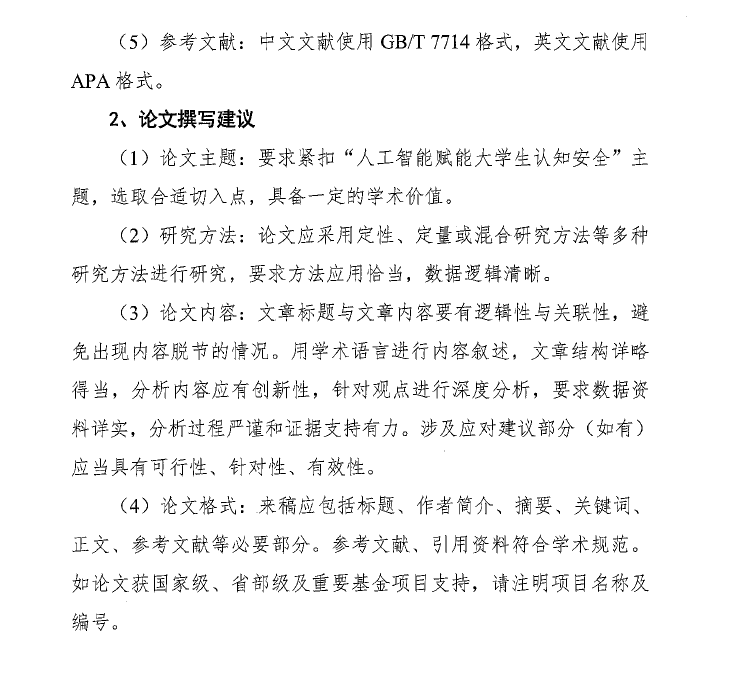 （5）参考文献：中文文献使用 GB/T 7714 格式，英文文献使用
APA 格式。
2、论文撰写建议
（1）论文主题：要求紧扣“人工智能赋能大学生认知安全”主
题，选取合适切入点，具备一定的学术价值。
（2）研究方法：论文应采用定性、定量或混合研究方法等多种
研究方法进行研究，要求方法应用恰当，数据逻辑清晰。
（3）论文内容：文章标题与文章内容要有逻辑性与关联性，避
免出现内容脱节的情况。用学术语言进行内容叙述，文章结构详略
得当，分析内容应有创新性，针对观点进行深度分析，要求数据资
料详实，分析过程严谨和证据支持有力。涉及应对建议部分（如有）
应当具有可行性、针对性、有效性。
（4）论文格式：来稿应包括标题、作者简介、摘要、关键词、
正文、参考文献等必要部分。参考文献、引用资料符合学术规范。
如论文获国家级、省部级及重要基金项目支持，请注明项目名称及
编号。